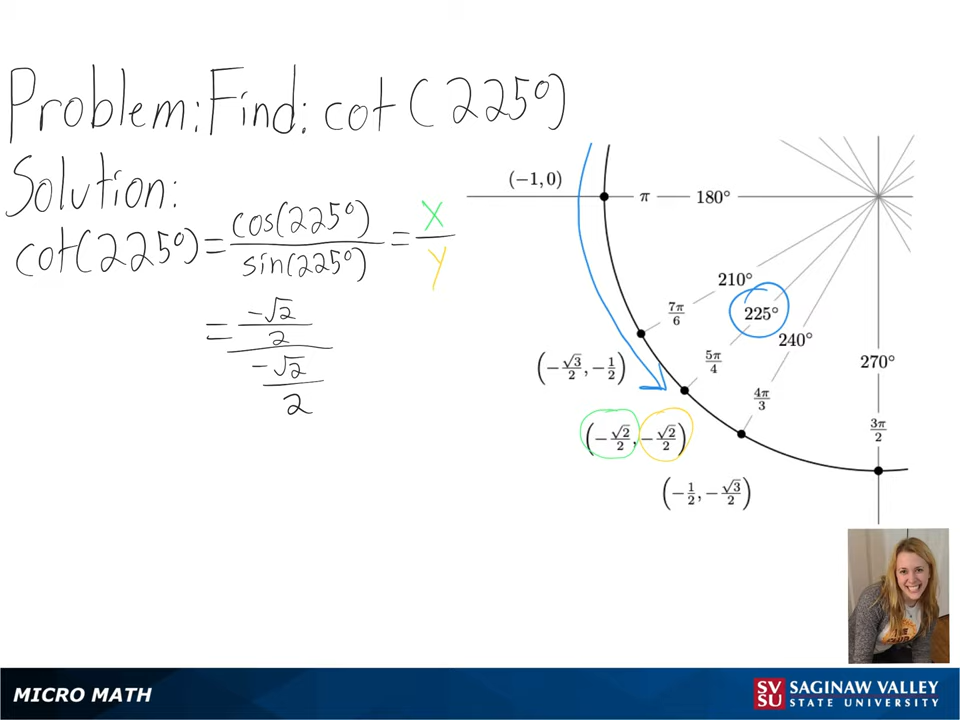 Problem: Find: cot(225°)
Solution:
cot(225°) = cos(225°)/sin(225°) = x/y
= (-√2/2)/(-√2/2)
(−1, 0)
π
180°
210°
7π/6
225°
5π/4
240°
4π/3
270°
3π/2
(−√3/2, −1/2)
(−√2/2, −√2/2)
(−1/2, −√3/2)
MICRO MATH
SV
SU
SAGINAW VALLEY
STATE UNIVERSITY